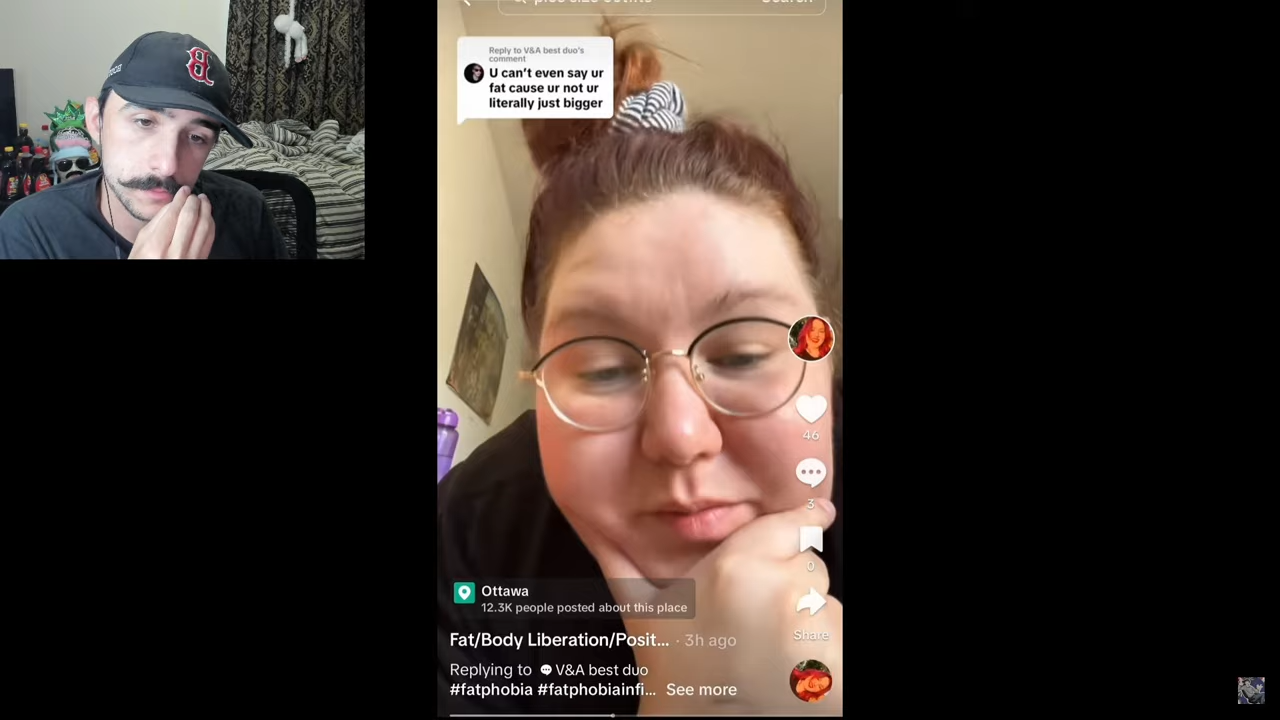 Reply to V&A best duo's
comment
U can't even say ur
fat cause ur not ur
literally just bigger
46
3
0
Share
Ottawa
12.3K people posted about this place
Fat/Body Liberation/Posit... · 3h ago
Replying to 💬 V&A best duo
#fatphobia #fatphobiainfi... See more